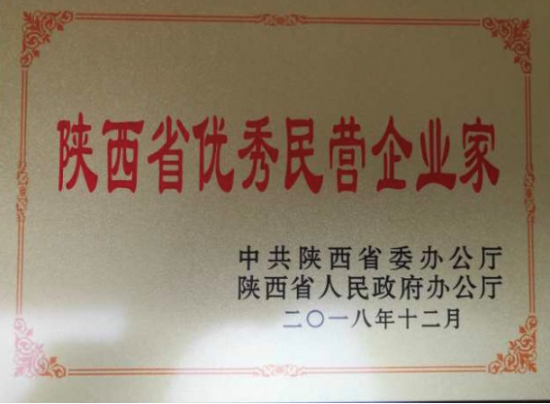 陕西省优秀民营企业家
中共陕西省委办公厅
陕西省人民政府办公厅
二〇一八年十二月